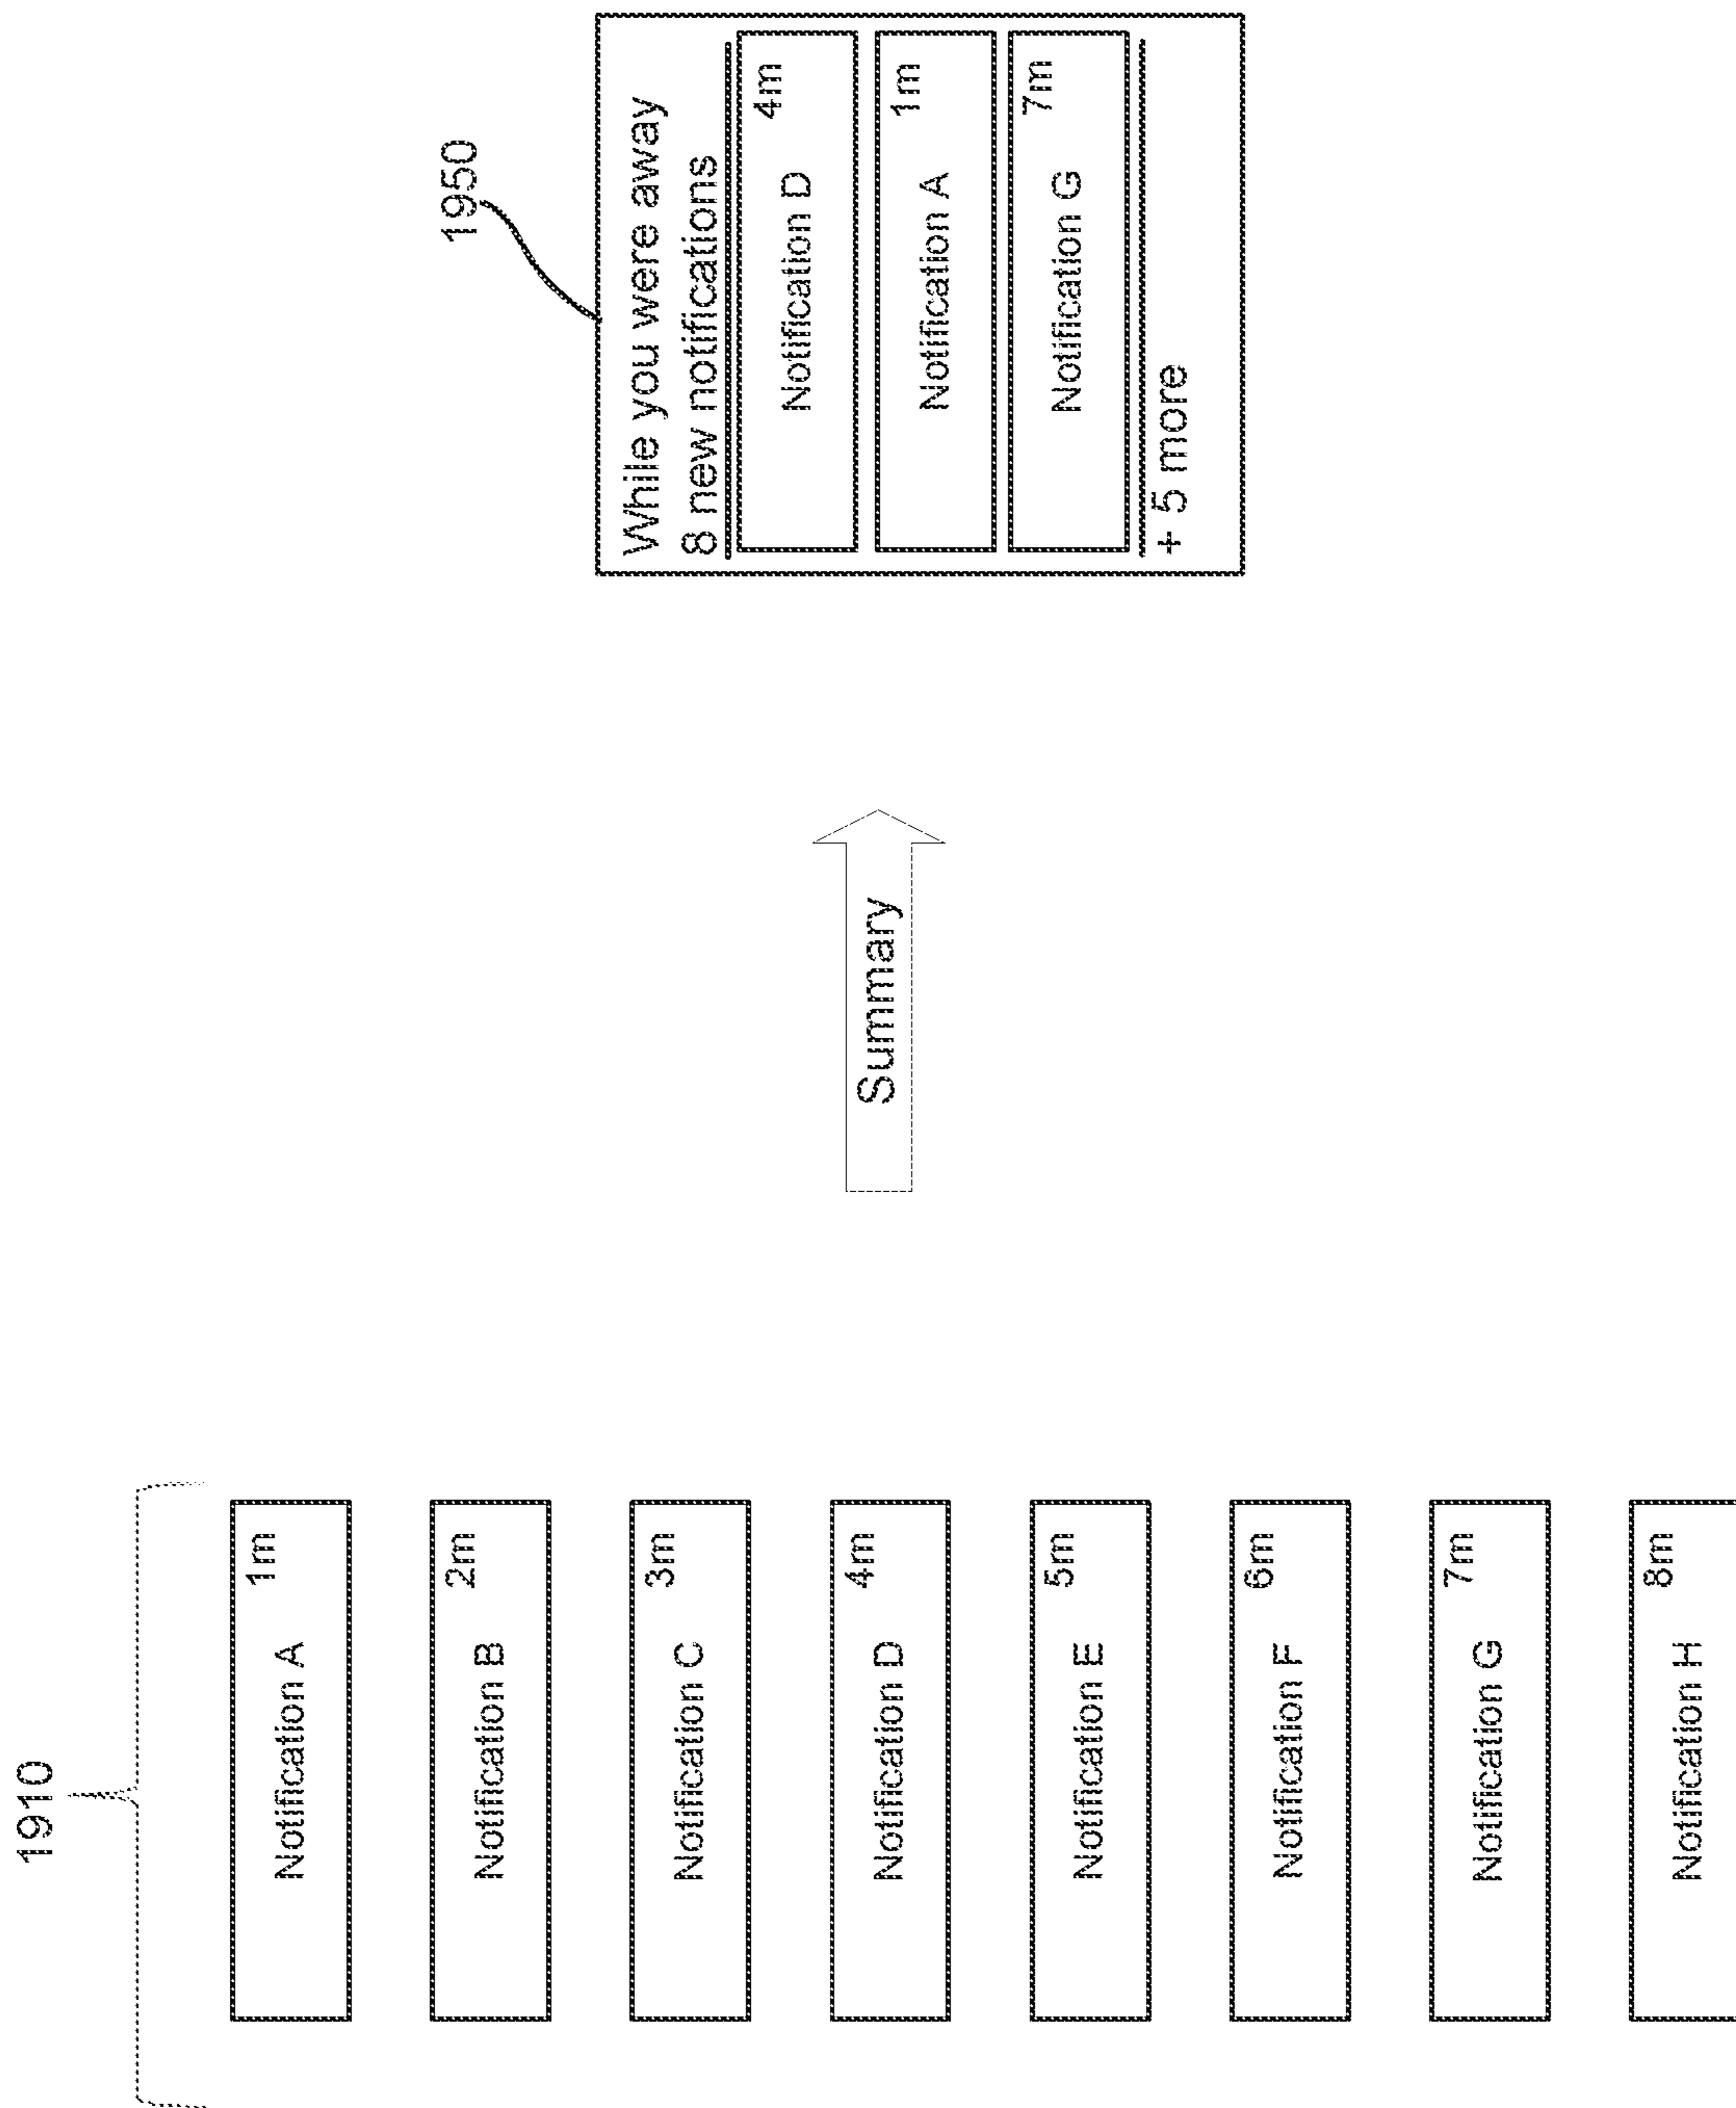 1910
Notification A 1m
Notification B 2m
Notification C 3m
Notification D 4m
Notification E 5m
Notification F 6m
Notification G 7m
Notification H 8m
Summary
1950
While you were away
8 new notifications
Notification D 4m
Notification A 1m
Notification G 7m
+ 5 more